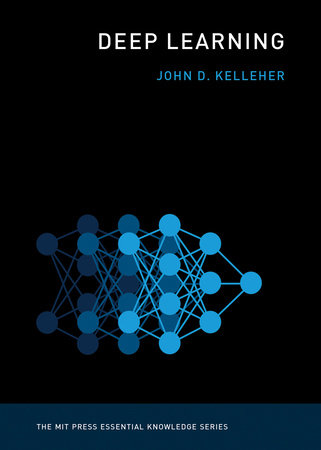 DEEP LEARNING
JOHN D. KELLEHER
THE MIT PRESS ESSENTIAL KNOWLEDGE SERIES